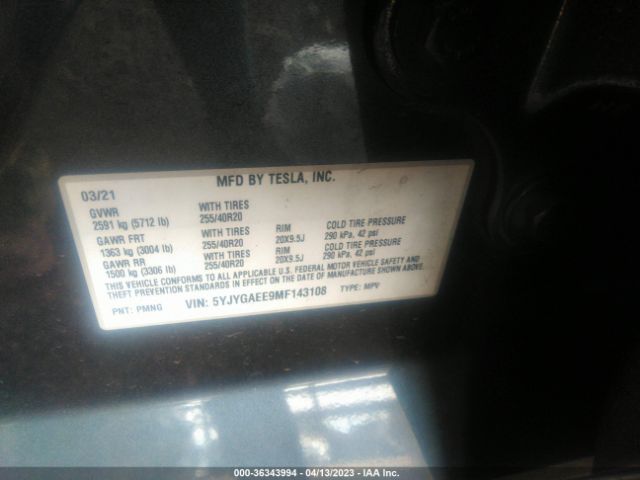 MFD BY TESLA, INC.
03/21
GVWR
2591 kg (5712 lb)
WITH TIRES
255/40R20
GAWR FRT
1363 kg (3004 lb)
WITH TIRES
255/40R20
RIM
20X9.5J
COLD TIRE PRESSURE
290 kPa, 42 psi
GAWR RR
1500 kg (3306 lb)
WITH TIRES
255/40R20
RIM
20X9.5J
COLD TIRE PRESSURE
290 kPa, 42 psi
THIS VEHICLE CONFORMS TO ALL APPLICABLE U.S. FEDERAL MOTOR VEHICLE SAFETY AND
THEFT PREVENTION STANDARDS IN EFFECT ON THE DATE OF MANUFACTURE SHOWN ABOVE.
PNT: PMNG
VIN: 5YJYGAEE9MF143108
TYPE: MPV
000-36343994 - 04/13/2023 - IAA Inc.